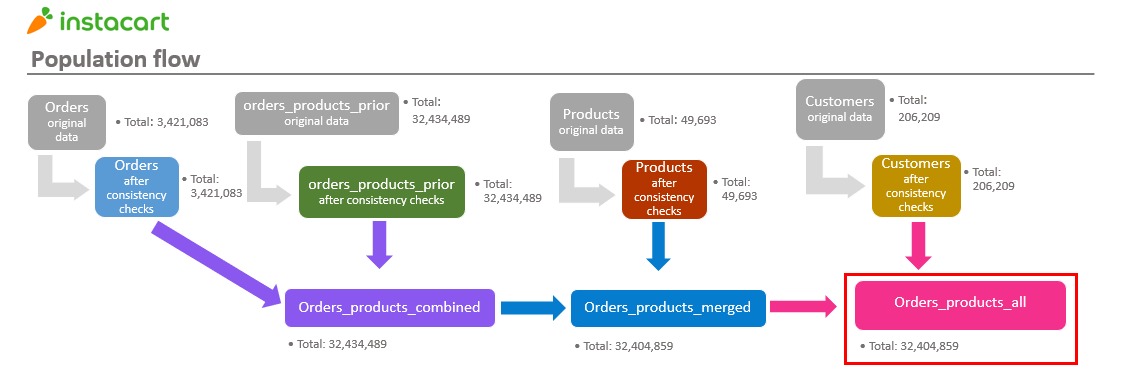 instacart
Population flow
Orders
original
data
• Total: 3,421,083
orders_products_prior
original data
• Total:
32,434,489
Products
original data
• Total: 49,693
Customers
original data
• Total:
206,209
Orders
after
consistency
checks
• Total:
3,421,083
orders_products_prior
after consistency checks
• Total:
32,434,489
Products
after
consistency
checks
• Total:
49,693
Customers
after
consistency
checks
• Total:
206,209
Orders_products_combined
• Total: 32,434,489
Orders_products_merged
• Total: 32,404,859
Orders_products_all
• Total: 32,404,859